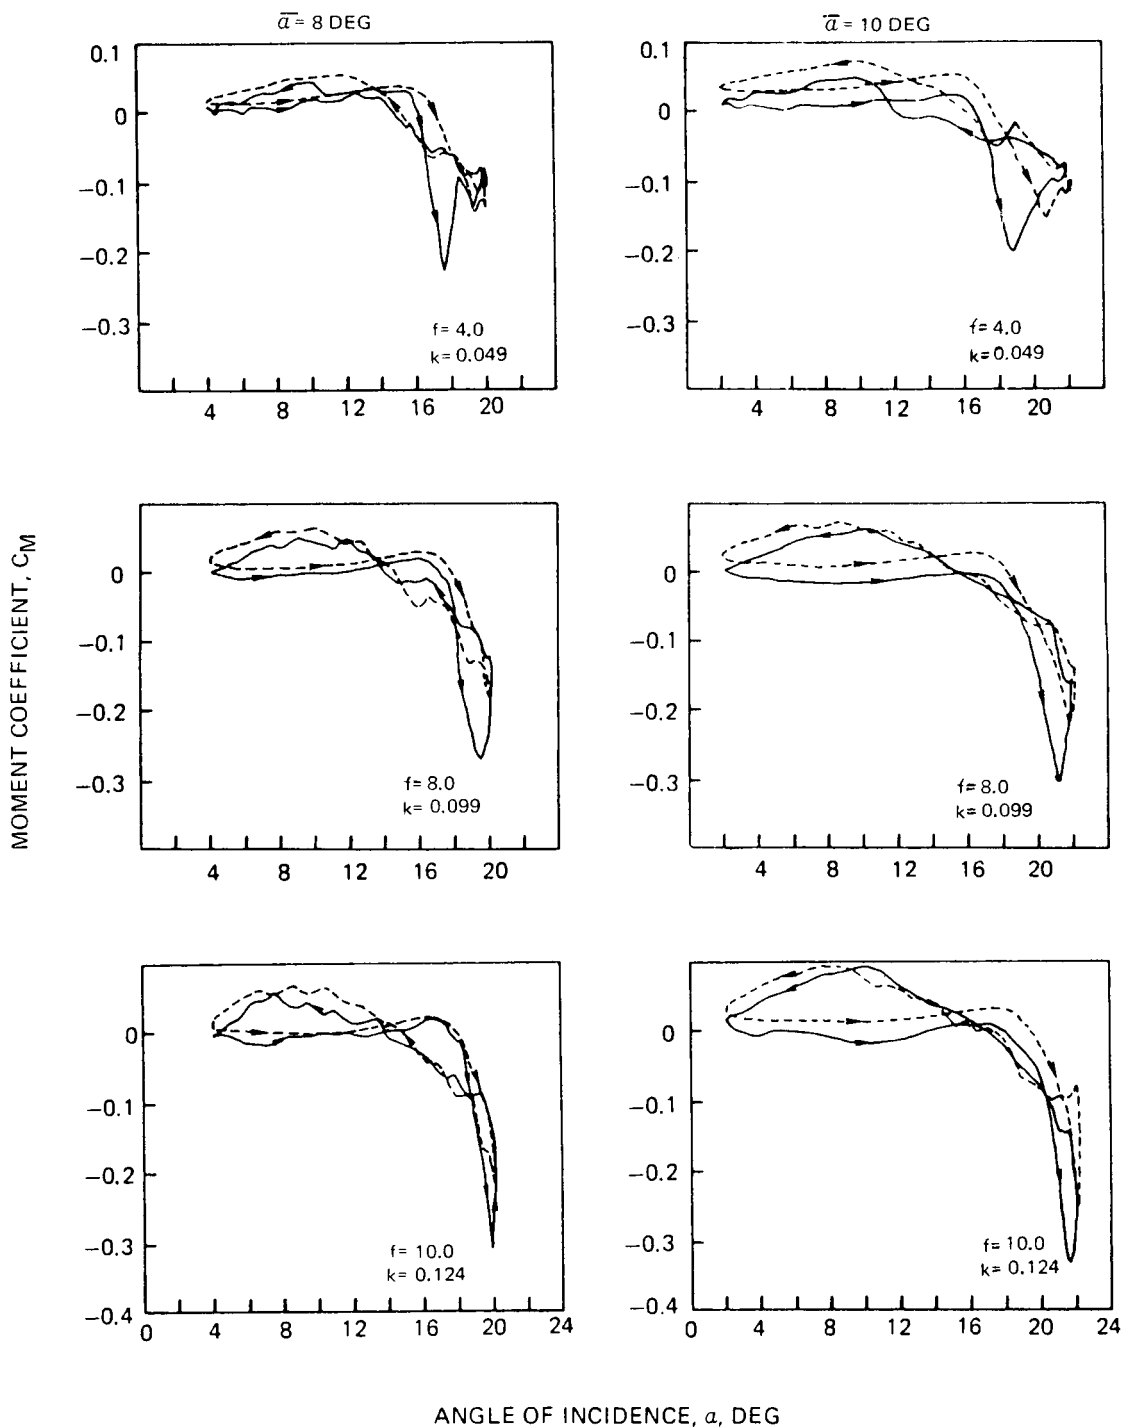 ā = 8 DEG
ā = 10 DEG
0.1
0
−0.1
−0.2
−0.3
f= 4.0
k= 0.049
4 8 12 16 20
0.1
0
−0.1
−0.2
−0.3
f= 4.0
k= 0.049
4 8 12 16 20
MOMENT COEFFICIENT, CM
0
−0.1
−0.2
−0.3
f= 8.0
k= 0.099
4 8 12 16 20
0
−0.1
−0.2
−0.3
f= 8.0
k= 0.099
4 8 12 16 20
0
−0.1
−0.2
−0.3
−0.4
f= 10.0
k= 0.124
0 4 8 12 16 20 24
0
−0.1
−0.2
−0.3
−0.4
f= 10.0
k= 0.124
0 4 8 12 16 20 24
ANGLE OF INCIDENCE, a, DEG